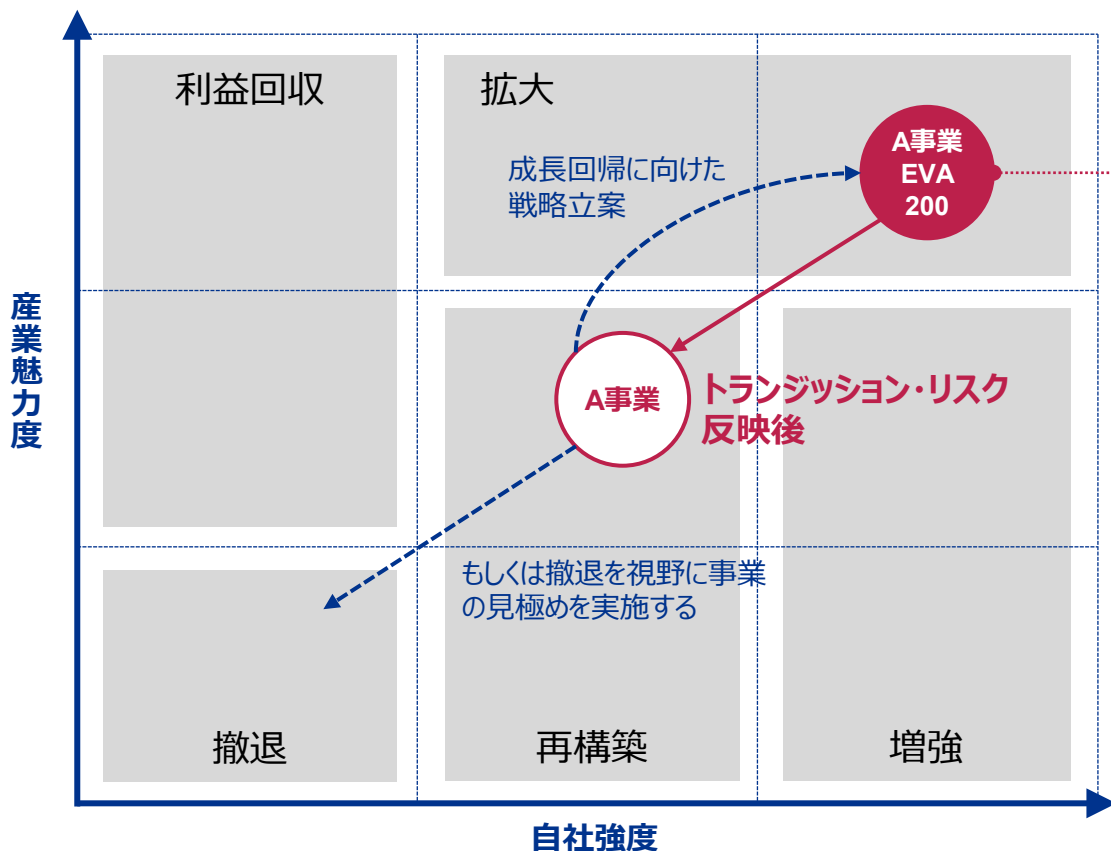 利益回収
拡大
A事業
EVA
200
成長回帰に向けた
戦略立案
産業魅力度
A事業
トランジッション・リスク
反映後
もしくは撤退を視野に事業
の見極めを実施する
撤退
再構築
増強
自社強度